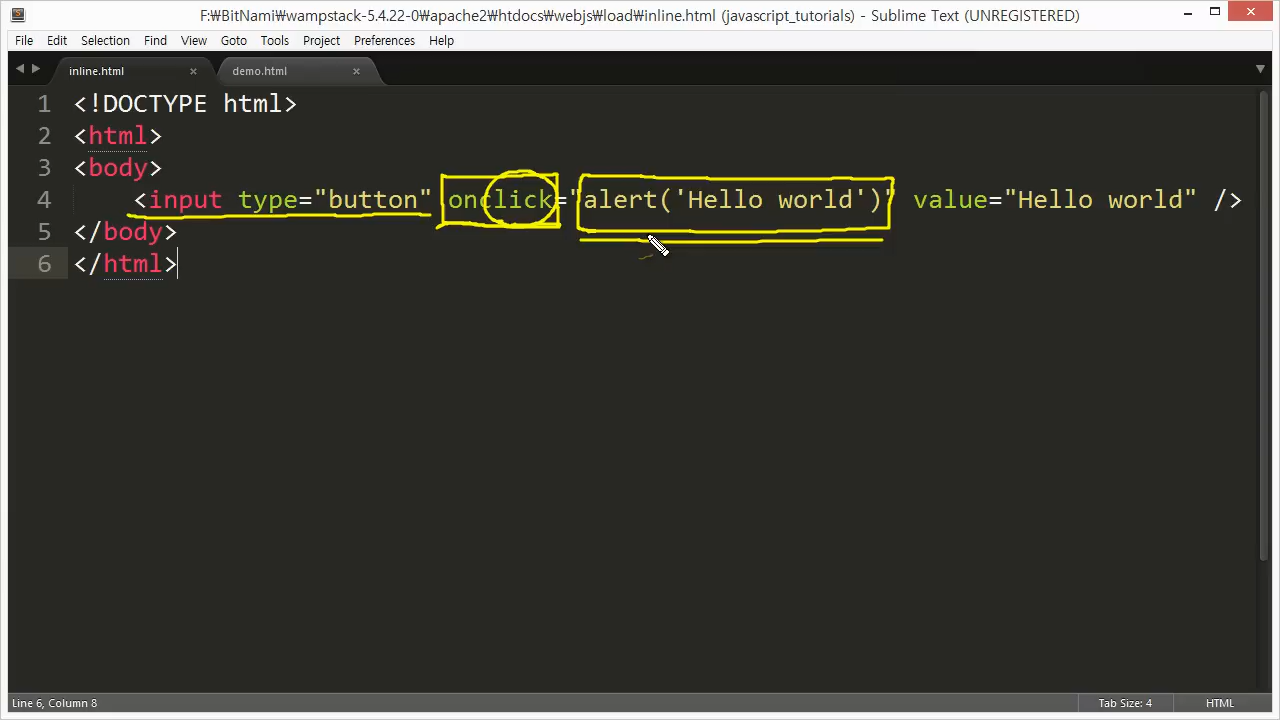 F:₩BitNami₩wampstack-5.4.22-0₩apache2₩htdocs₩webjs₩load₩inline.html (javascript_tutorials) - Sublime Text (UNREGISTERED)
File Edit Selection Find View Goto Tools Project Preferences Help
inline.html × demo.html ×
1 <!DOCTYPE html>
2 <html>
3 <body>
4 <input type="button" onclick="alert('Hello world')" value="Hello world" />
5 </body>
6 </html>
Line 6, Column 8 Tab Size: 4 HTML